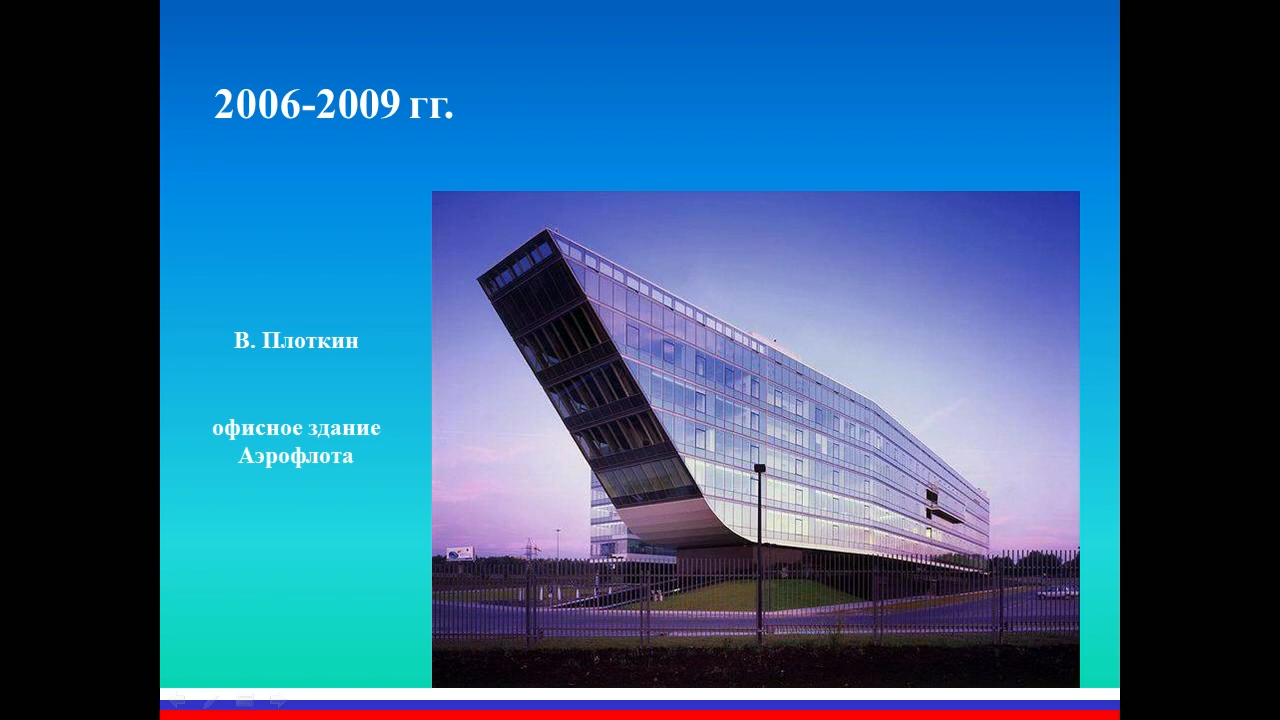 2006-2009 гг.
В. Плоткин
офисное здание
Аэрофлота